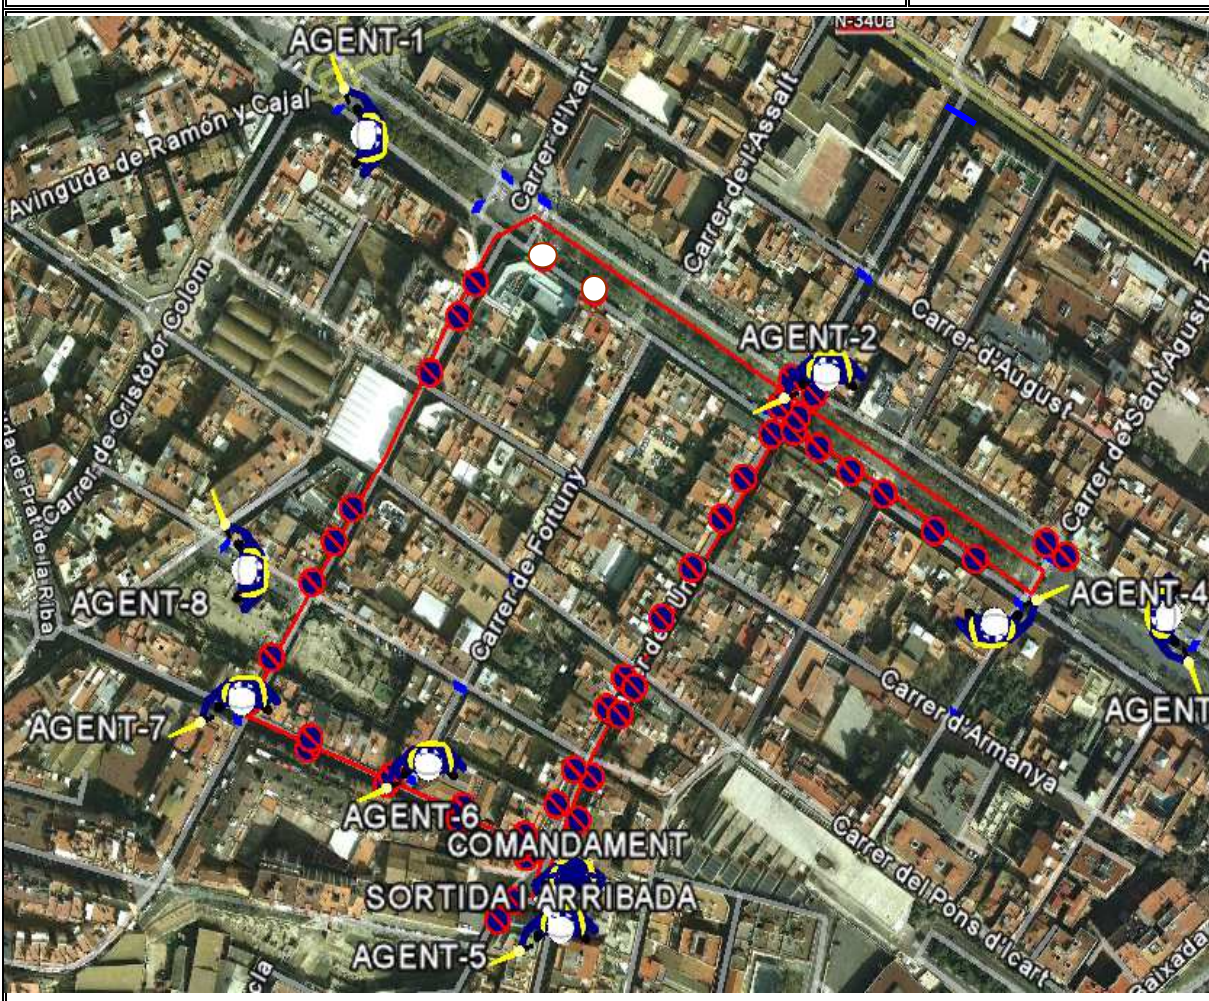 N-340a
AGENT-1
Carrer d'Ixart
Carrer-de-l'Assalt
Avinguda de Ramón y Cajal
Carrer de Cristòfor Colom
AGENT-2
Carrer d'August
Carrer de Sant Agustí
Carrer-de-Fortuny
AGENT-8
AGENT-4
AGENT
AGENT-7
Carrer d'Armanya
AGENT-6
COMANDAMENT
Carrer del Pons d'Icart
SORTIDA I ARRIBADA
AGENT-5
Baixada